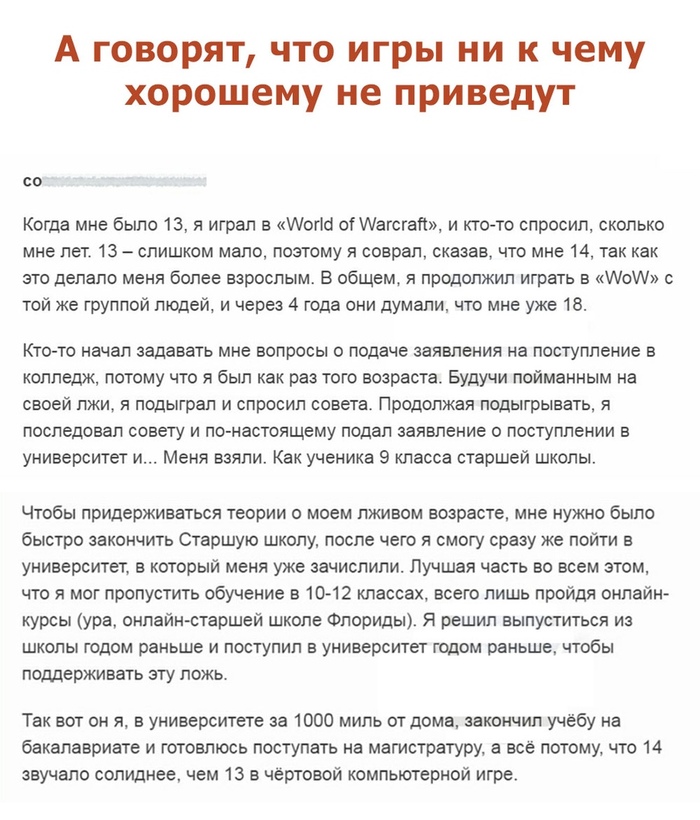 А говорят, что игры ни к чему
хорошему не приведут
co
Когда мне было 13, я играл в «World of Warcraft», и кто-то спросил, сколько
мне лет. 13 – слишком мало, поэтому я соврал, сказав, что мне 14, так как
это делало меня более взрослым. В общем, я продолжил играть в «WoW» с
той же группой людей, и через 4 года они думали, что мне уже 18.
Кто-то начал задавать мне вопросы о подаче заявления на поступление в
колледж, потому что я был как раз того возраста. Будучи пойманным на
своей лжи, я подыграл и спросил совета. Продолжая подыгрывать, я
последовал совету и по-настоящему подал заявление о поступлении в
университет и... Меня взяли. Как ученика 9 класса старшей школы.
Чтобы придерживаться теории о моем лживом возрасте, мне нужно было
быстро закончить Старшую школу, после чего я смогу сразу же пойти в
университет, в который меня уже зачислили. Лучшая часть во всем этом,
что я мог пропустить обучение в 10-12 классах, всего лишь пройдя онлайн-
курсы (ура, онлайн-старшей школе Флориды). Я решил выпуститься из
школы годом раньше и поступил в университет годом раньше, чтобы
поддерживать эту ложь.
Так вот он я, в университете за 1000 миль от дома, закончил учёбу на
бакалавриате и готовлюсь поступать на магистратуру, а всё потому, что 14
звучало солиднее, чем 13 в чёртовой компьютерной игре.